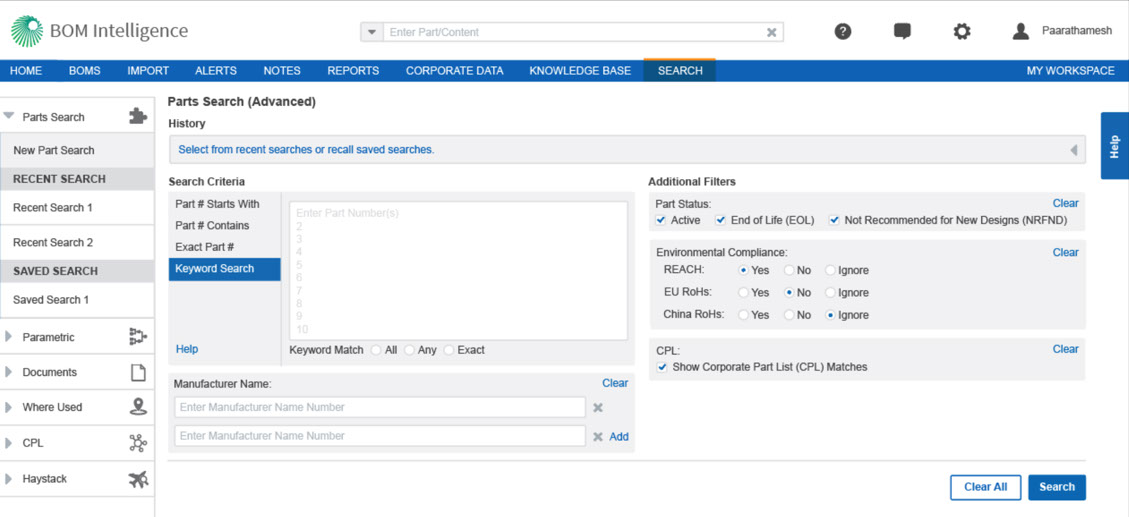 BOM Intelligence
Enter Part/Content
Paarathamesh
HOME BOMS IMPORT ALERTS NOTES REPORTS CORPORATE DATA KNOWLEDGE BASE SEARCH MY WORKSPACE
Parts Search
New Part Search
RECENT SEARCH
Recent Search 1
Recent Search 2
SAVED SEARCH
Saved Search 1
Parametric
Documents
Where Used
CPL
Haystack
Parts Search (Advanced)
History
Select from recent searches or recall saved searches.
Search Criteria
Part # Starts With
Part # Contains
Exact Part #
Keyword Search
Help
Enter Part Number(s)
2
3
4
5
6
7
8
9
10
Keyword Match All Any Exact
Manufacturer Name: Clear
Enter Manufacturer Name Number
Enter Manufacturer Name Number Add
Additional Filters
Part Status: Clear
Active End of Life (EOL) Not Recommended for New Designs (NRFND)
Environmental Compliance: Clear
REACH: Yes No Ignore
EU RoHs: Yes No Ignore
China RoHs: Yes No Ignore
CPL: Clear
Show Corporate Part List (CPL) Matches
Clear All Search
Help